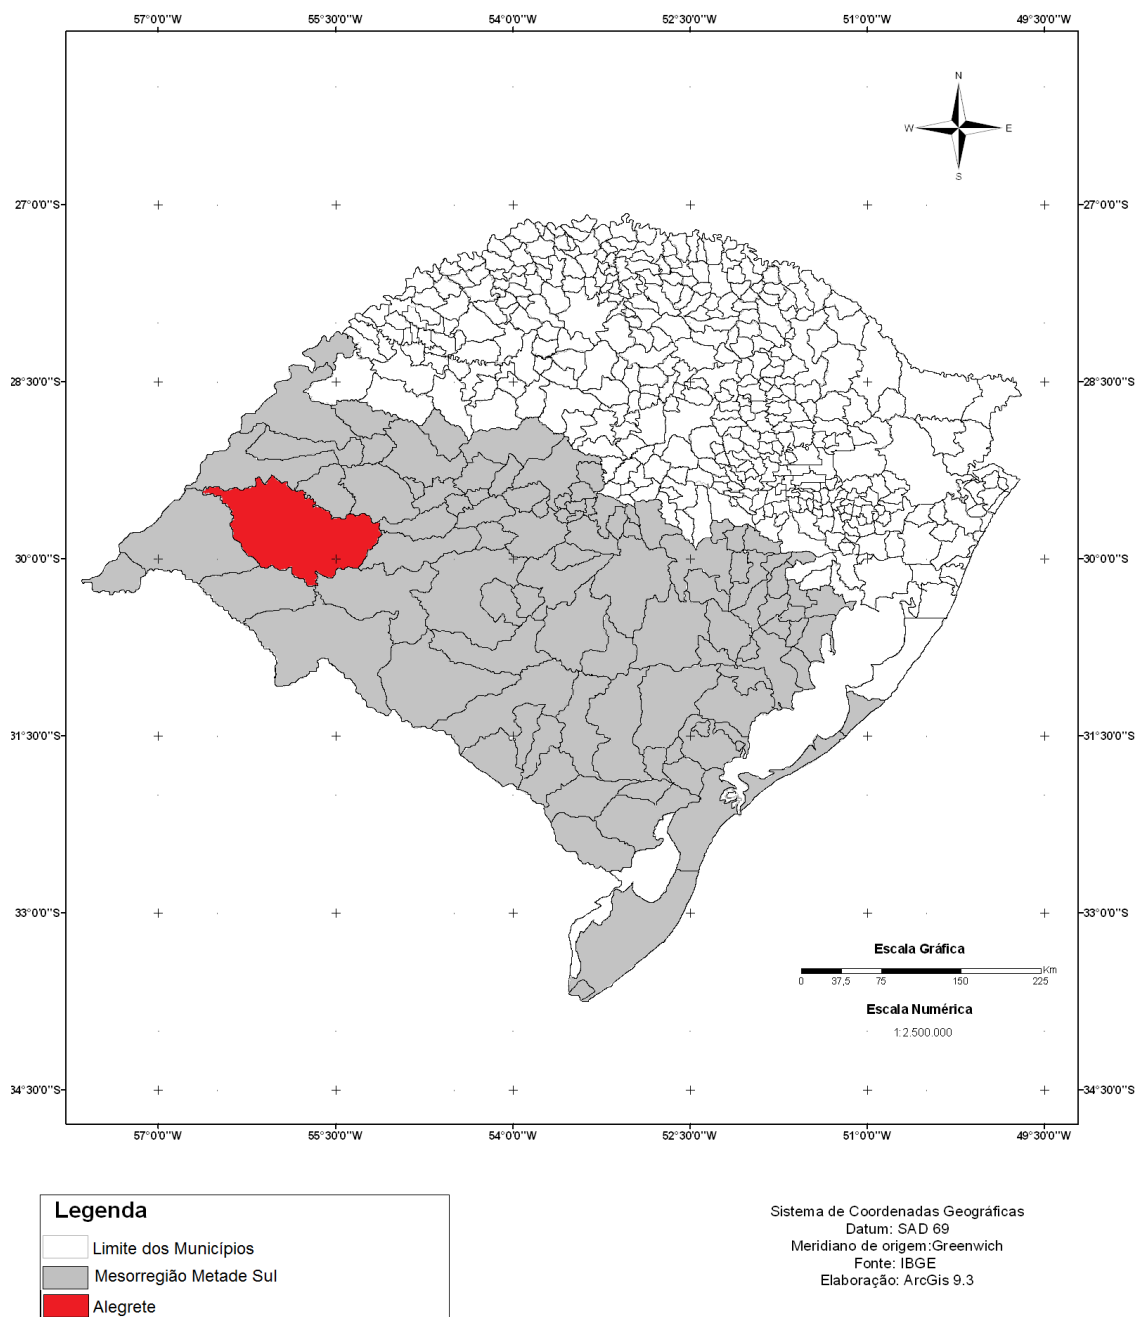 57°0'0"W 55°30'0"W 54°0'0"W 52°30'0"W 51°0'0"W 49°30'0"W
N
W E
S
27°0'0"S 27°0'0"S
28°30'0"S 28°30'0"S
30°0'0"S 30°0'0"S
31°30'0"S 31°30'0"S
33°0'0"S 33°0'0"S
Escala Gráfica
Km
0 37,5 75 150 225
Escala Numérica
1:2.500.000
34°30'0"S 34°30'0"S
57°0'0"W 55°30'0"W 54°0'0"W 52°30'0"W 51°0'0"W 49°30'0"W
Legenda
Limite dos Municípios
Mesorregião Metade Sul
Alegrete
Sistema de Coordenadas Geográficas
Datum: SAD 69
Meridiano de origem:Greenwich
Fonte: IBGE
Elaboração: ArcGis 9.3